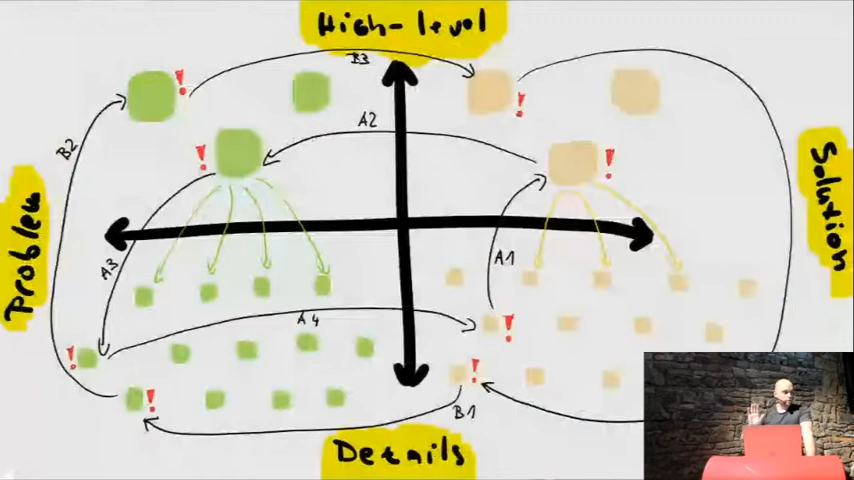 High-level
B3
!
!
B2
A2
!
!
Problem
Solution
A3
A1
A4
!
!
!
!
B1
Details